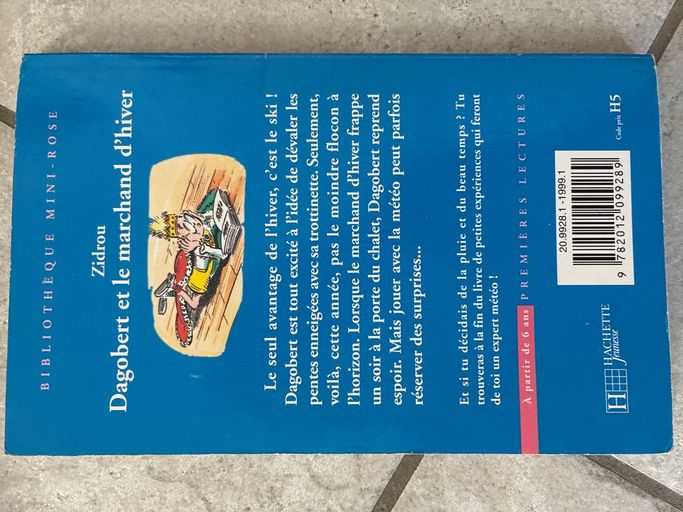 BIBLIOTHÈQUE MINI-ROSE
Zidrou
Dagobert et le marchand d'hiver
Le seul avantage de l'hiver, c'est le ski !
Dagobert est tout excité à l'idée de dévaler les
pentes enneigées avec sa trottinette. Seulement,
voilà, cette année, pas le moindre flocon à
l'horizon. Lorsque le marchand d'hiver frappe
un soir à la porte du chalet, Dagobert reprend
espoir. Mais jouer avec la météo peut parfois
réserver des surprises...
Et si tu décidais de la pluie et du beau temps ? Tu
trouveras à la fin du livre de petites expériences qui feront
de toi un expert météo !
À partir de 6 ans PREMIÈRES LECTURES
H HACHETTE
Jeunesse
20.9928.1 -1999.1
9 782012 099289
Code prix H5